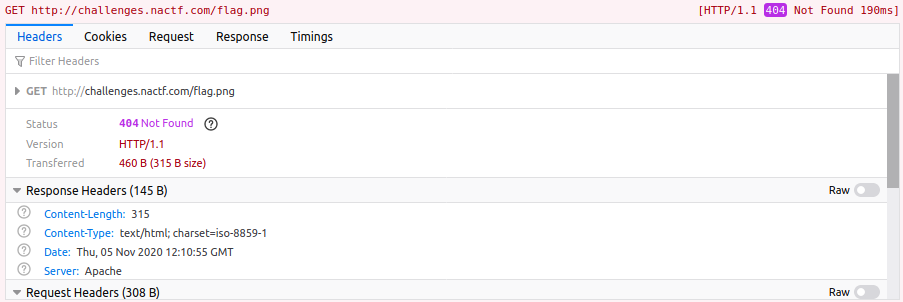 GET http://challenges.nactf.com/flag.png [HTTP/1.1 404 Not Found 190ms]
Headers Cookies Request Response Timings
Filter Headers
GET http://challenges.nactf.com/flag.png
Status 404 Not Found ?
Version HTTP/1.1
Transferred 460 B (315 B size)
Response Headers (145 B) Raw
? Content-Length: 315
? Content-Type: text/html; charset=iso-8859-1
? Date: Thu, 05 Nov 2020 12:10:55 GMT
? Server: Apache
Request Headers (308 B) Raw